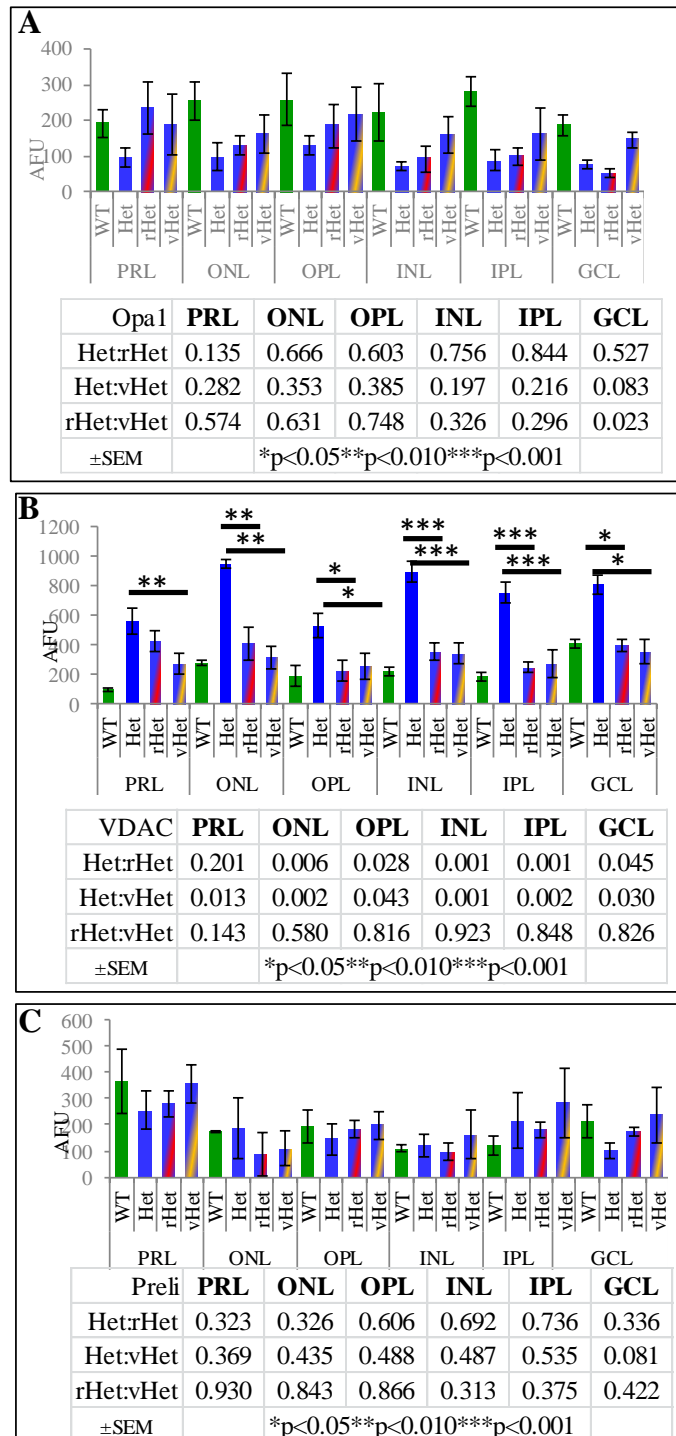 A
400
300
200
100
0
AFU
WT Het rHet vHet WT Het rHet vHet WT Het rHet vHet WT Het rHet vHet WT Het rHet vHet WT Het rHet vHet
PRL ONL OPL INL IPL GCL
Opa1 PRL ONL OPL INL IPL GCL
Het:rHet 0.135 0.666 0.603 0.756 0.844 0.527
Het:vHet 0.282 0.353 0.385 0.197 0.216 0.083
rHet:vHet 0.574 0.631 0.748 0.326 0.296 0.023
±SEM *p<0.05**p<0.010***p<0.001
B
1200
1000
800
600
400
200
0
AFU
** ** ** * * *** *** *** *** * *
WT Het rHet vHet WT Het rHet vHet WT Het rHet vHet WT Het rHet vHet WT Het rHet vHet WT Het rHet vHet
PRL ONL OPL INL IPL GCL
VDAC PRL ONL OPL INL IPL GCL
Het:rHet 0.201 0.006 0.028 0.001 0.001 0.045
Het:vHet 0.013 0.002 0.043 0.001 0.002 0.030
rHet:vHet 0.143 0.580 0.816 0.923 0.848 0.826
±SEM *p<0.05**p<0.010***p<0.001
C
600
500
400
300
200
100
0
AFU
WT Het rHet vHet WT Het rHet vHet WT Het rHet vHet WT Het rHet vHet WT Het rHet vHet WT Het rHet vHet
PRL ONL OPL INL IPL GCL
Preli PRL ONL OPL INL IPL GCL
Het:rHet 0.323 0.326 0.606 0.692 0.736 0.336
Het:vHet 0.369 0.435 0.488 0.487 0.535 0.081
rHet:vHet 0.930 0.843 0.866 0.313 0.375 0.422
±SEM *p<0.05**p<0.010***p<0.001